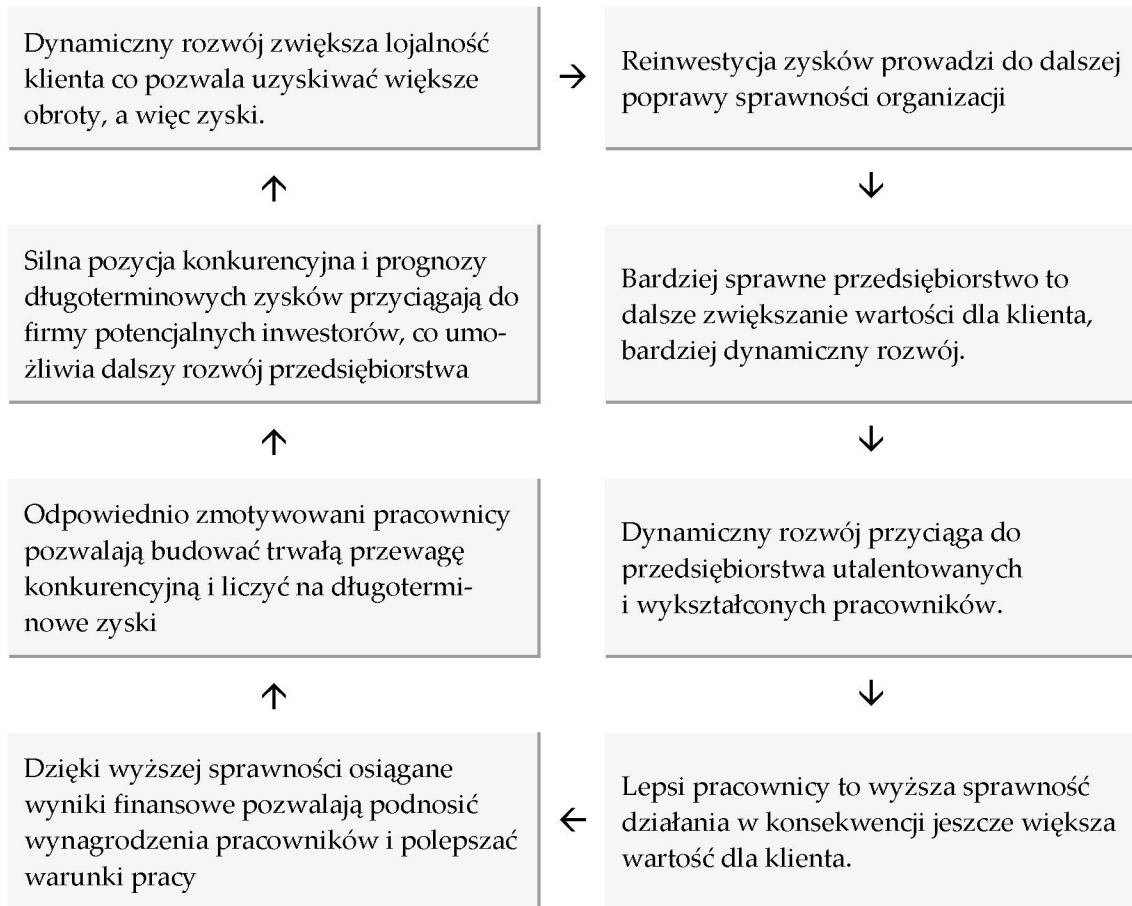 Dynamiczny rozwój zwiększa lojalność
klienta co pozwala uzyskiwać większe
obroty, a więc zyski.
→
Reinwestycja zysków prowadzi do dalszej
poprawy sprawności organizacji
↑
↓
Silna pozycja konkurencyjna i prognozy
długoterminowych zysków przyciągają do
firmy potencjalnych inwestorów, co umo-
żliwia dalszy rozwój przedsiębiorstwa
Bardziej sprawne przedsiębiorstwo to
dalsze zwiększanie wartości dla klienta,
bardziej dynamiczny rozwój.
↑
↓
Odpowiednio zmotywowani pracownicy
pozwalają budować trwałą przewagę
konkurencyjną i liczyć na długotermi-
nowe zyski
Dynamiczny rozwój przyciąga do
przedsiębiorstwa utalentowanych
i wykształconych pracowników.
↑
↓
Dzięki wyższej sprawności osiągane
wyniki finansowe pozwalają podnosić
wynagrodzenia pracowników i polepszać
warunki pracy
←
Lepsi pracownicy to wyższa sprawność
działania w konsekwencji jeszcze większa
wartość dla klienta.